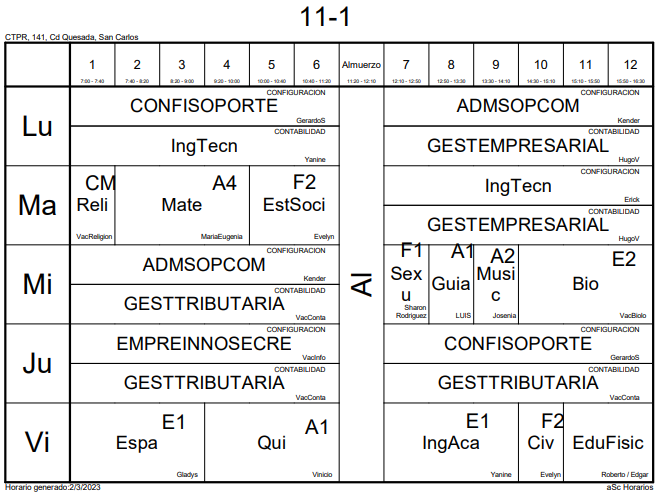 11-1
CTPR, 141, Cd Quesada, San Carlos
1 2 3 4 5 6 Almuerzo 7 8 9 10 11 12
7:00 - 7:40 7:40 - 8:20 8:20 - 9:00 9:20 - 10:00 10:00 - 10:40 10:40 - 11:20 11:20 - 12:10 12:10 - 12:50 12:50 - 13:30 13:30 - 14:10 14:30 - 15:10 15:10 - 15:50 15:50 - 16:30
Lu
CONFIGURACION
CONFISOPORTE
GerardoS
CONTABILIDAD
IngTecn
Yanine
CONFIGURACION
ADMSOPCOM
Kender
CONTABILIDAD
GESTEMPRESARIAL
HugoV
Ma
CM
Reli
VacReligion
A4
Mate
MariaEugenia
F2
EstSoci
Evelyn
CONFIGURACION
IngTecn
Erick
CONTABILIDAD
GESTEMPRESARIAL
HugoV
Mi
CONFIGURACION
ADMSOPCOM
Kender
CONTABILIDAD
GESTTRIBUTARIA
VacConta
Al
F1
Sex
u
Sharon
Rodríguez
A1
Guia
LUIS
A2
Musi
c
Josenia
E2
Bio
VacBiolo
Ju
CONFIGURACION
EMPREINNOSECRE
VacInfo
CONTABILIDAD
GESTTRIBUTARIA
VacConta
CONFIGURACION
CONFISOPORTE
GerardoS
CONTABILIDAD
GESTTRIBUTARIA
VacConta
Vi
E1
Espa
Gladys
A1
Qui
Vinicio
E1
IngAca
Yanine
F2
Civ
Evelyn
EduFisic
Roberto / Edgar
Horario generado:2/3/2023
aSc Horarios